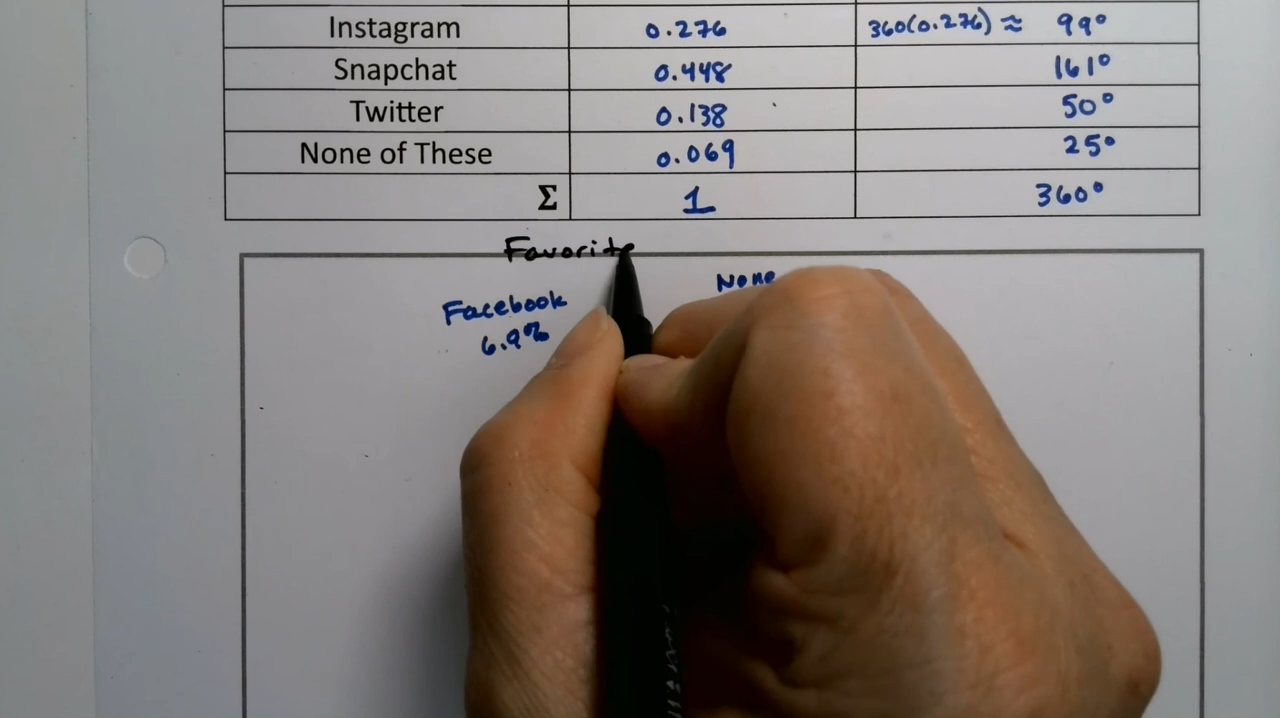 Instagram 0.276 360(0.276) ≈ 99°
Snapchat 0.448 161°
Twitter 0.138 50°
None of These 0.069 25°
Σ 1 360°
Favorite
Facebook None
6.9%